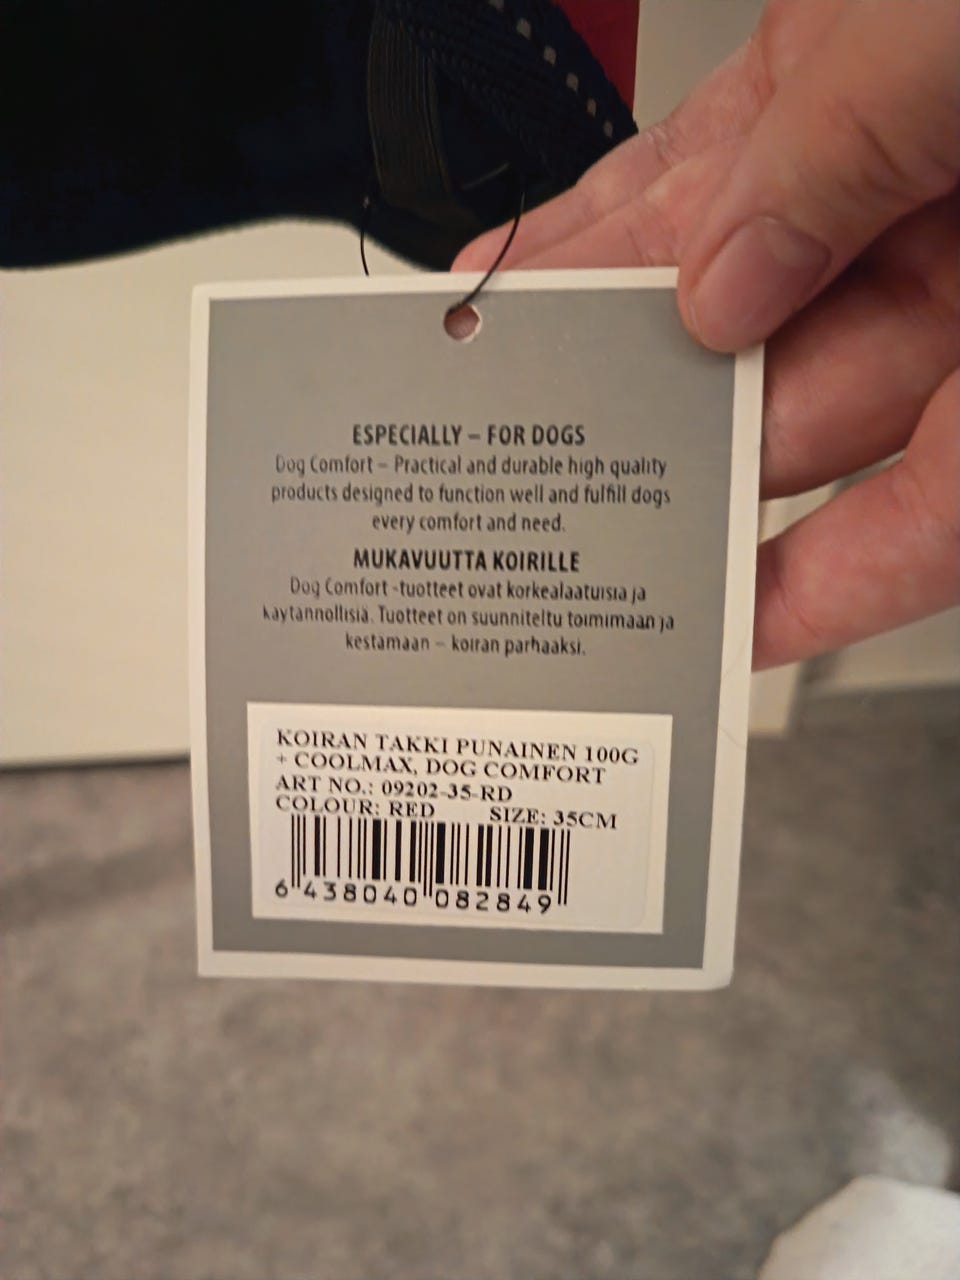 ESPECIALLY – FOR DOGS
Dog Comfort – Practical and durable high quality
products designed to function well and fulfill dogs
every comfort and need.
MUKAVUUTTA KOIRILLE
Dog Comfort -tuotteet ovat korkealaatuisia ja
käytännöllisiä. Tuotteet on suunniteltu toimimaan ja
kestämään – koiran parhaaksi.
KOIRAN TAKKI PUNAINEN 100G
+ COOLMAX, DOG COMFORT
ART NO.: 09202-35-RD
COLOUR: RED SIZE: 35CM
6 438040 082849